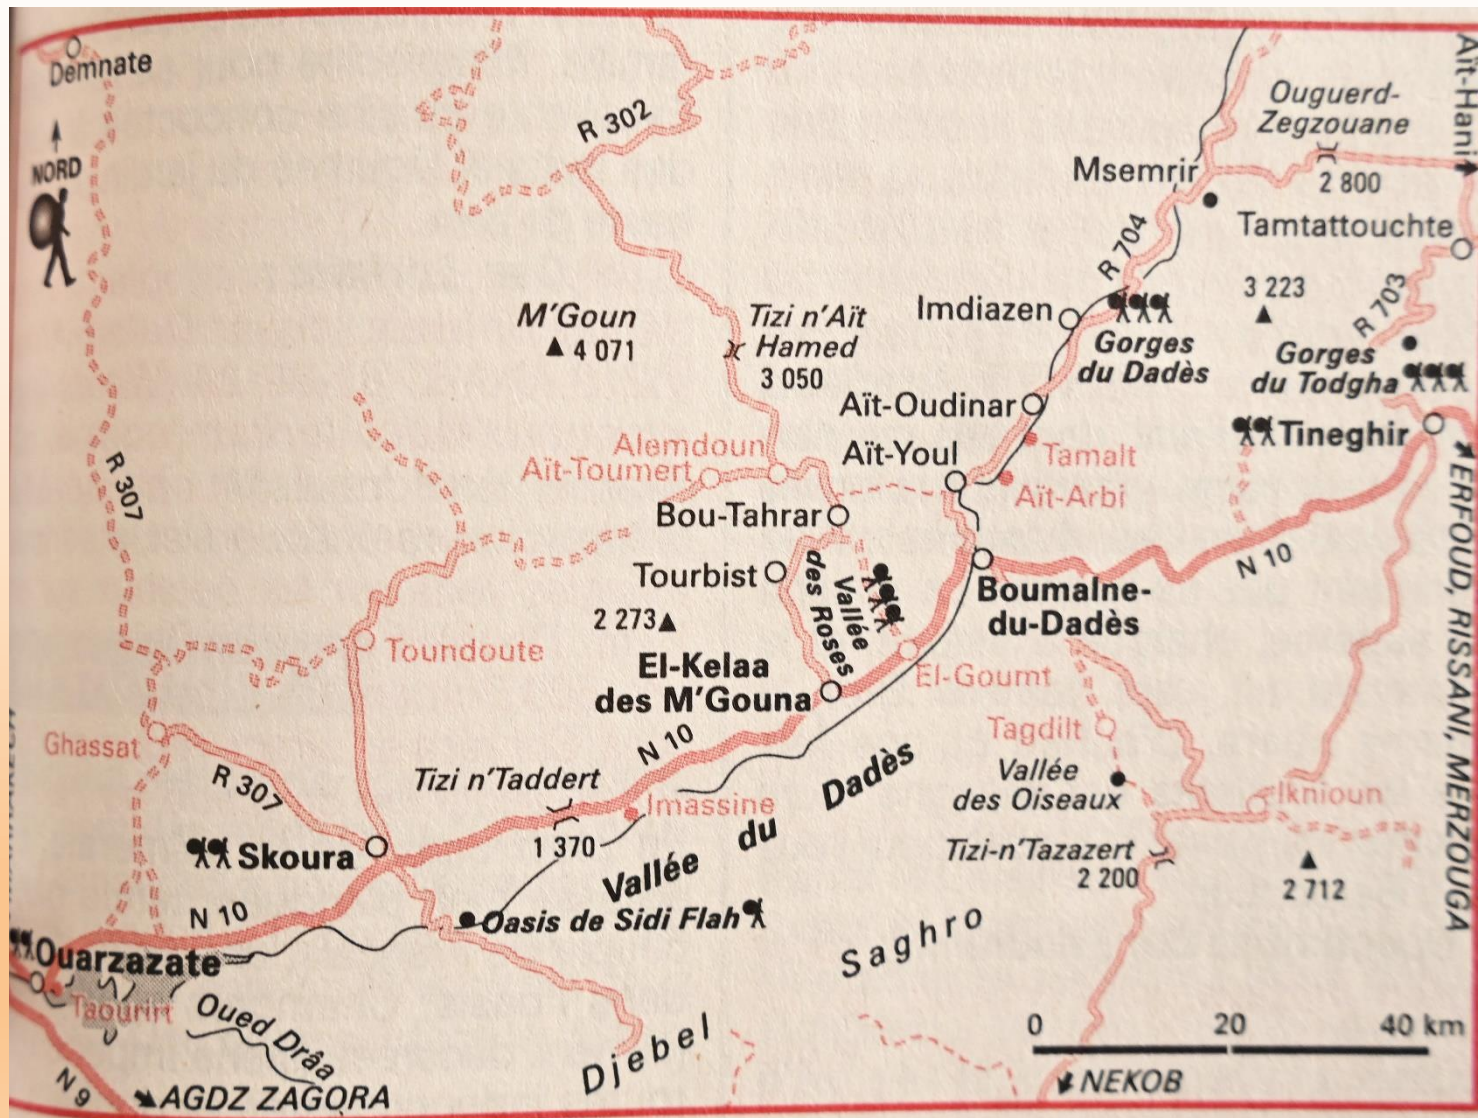 Demnate
NORD
R 302
Ouguerd-
Zegzouane
2 800
Aït-Hani
Msemrir
Tamtattouchte
R 704
3 223
R 703
M'Goun
4 071
Tizi n'Aït
Hamed
3 050
Imdiazen
Gorges
du Dadès
Gorges
du Todgha
Aït-Oudinar
Tineghir
Alemdoun
Aït-Toumert
Aït-Youl
Tamalt
Aït-Arbi
R 307
Bou-Tahrar
ERFOUD, RISSANI, MERZOUGA
N 10
Tourbist
Vallée
des Roses
Boumalne-
du-Dadès
2 273
Toundoute
El-Kelaa
des M'Gouna
El-Goumt
Ghassat
Tagdilt
N 10
R 307
Tizi n'Taddert
1 370
Imassine
Vallée
des Oiseaux
Iknioun
Vallée du Dadès
Skoura
Tizi-n'Tazazert
2 200
2 712
N 10
Oasis de Sidi Flah
Ouarzazate
Taourirt
Oued Drâa
Djebel Saghro
0 20 40 km
N 9
AGDZ ZAGORA
NEKOB